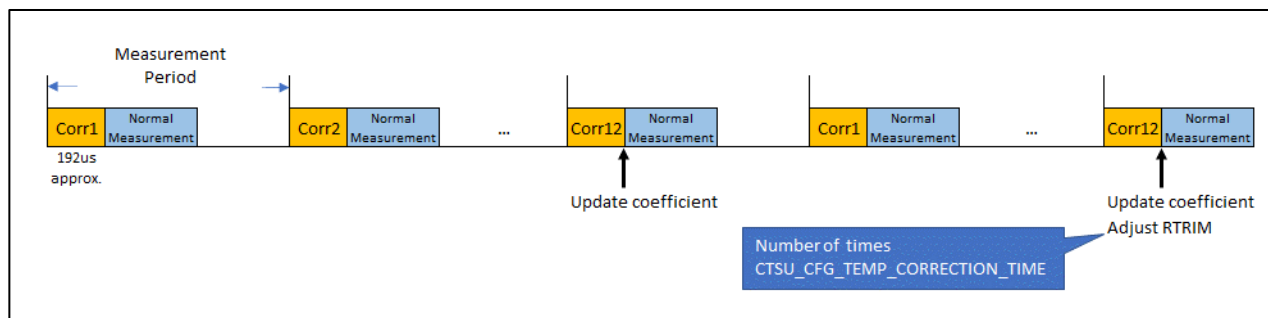 Measurement
Period
Corr1
Normal
Measurement
Corr2
Normal
Measurement
...
Corr12
Normal
Measurement
Corr1
Normal
Measurement
...
Corr12
Normal
Measurement
192us
approx.
Update coefficient
Update coefficient
Adjust RTRIM
Number of times
CTSU_CFG_TEMP_CORRECTION_TIME